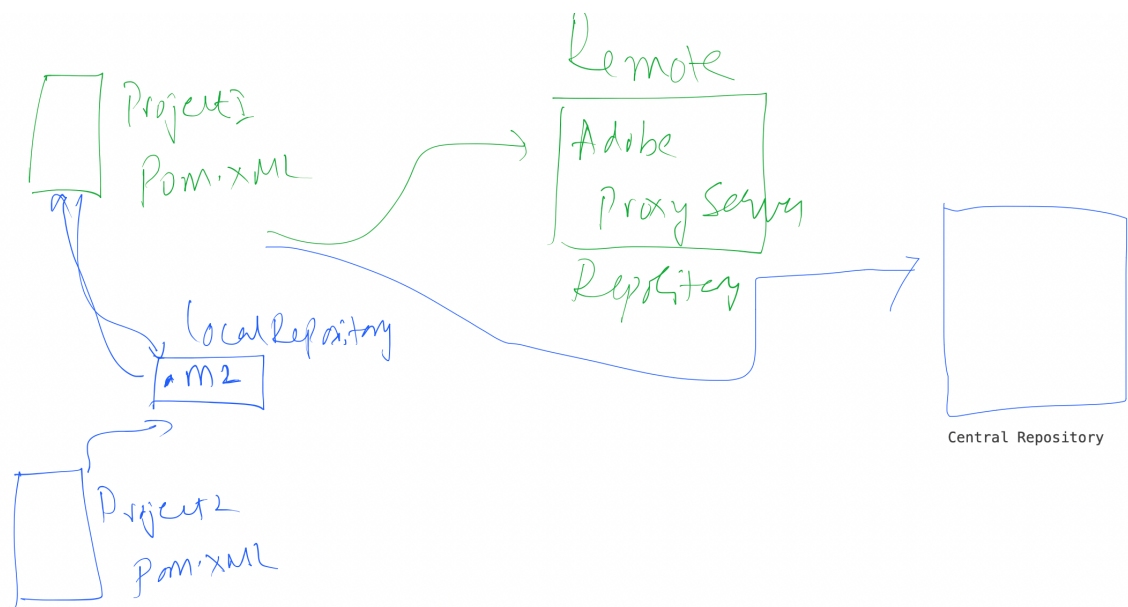 Remote
Project1
Pom.xML
Adobe
Proxy Server
Repository
Local Repository
.m2
Central Repository
Project2
Pom.xML